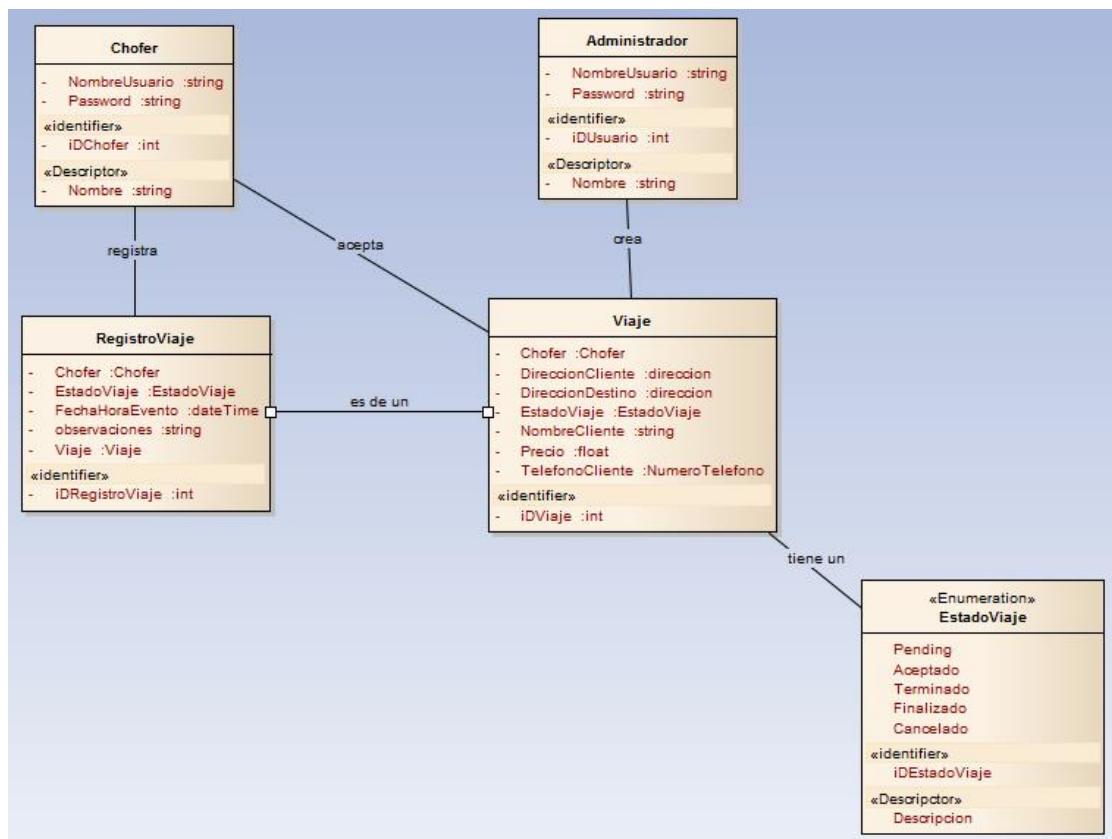 Chofer
- NombreUsuario :string
- Password :string
«identifier»
- iDChofer :int
«Descriptor»
- Nombre :string
Administrador
- NombreUsuario :string
- Password :string
«identifier»
- iDUsuario :int
«Descriptor»
- Nombre :string
registra
acepta
crea
RegistroViaje
- Chofer :Chofer
- EstadoViaje :EstadoViaje
- FechaHoraEvento :dateTime
- observaciones :string
- Viaje :Viaje
«identifier»
- iDRegistroViaje :int
es de un
Viaje
- Chofer :Chofer
- DireccionCliente :direccion
- DireccionDestino :direccion
- EstadoViaje :EstadoViaje
- NombreCliente :string
- Precio :float
- TelefonoCliente :NumeroTelefono
«identifier»
- iDViaje :int
tiene un
«Enumeration»
EstadoViaje
Pending
Aceptado
Terminado
Finalizado
Cancelado
«identifier»
iDEstadoViaje
«Descripctor»
Descripcion